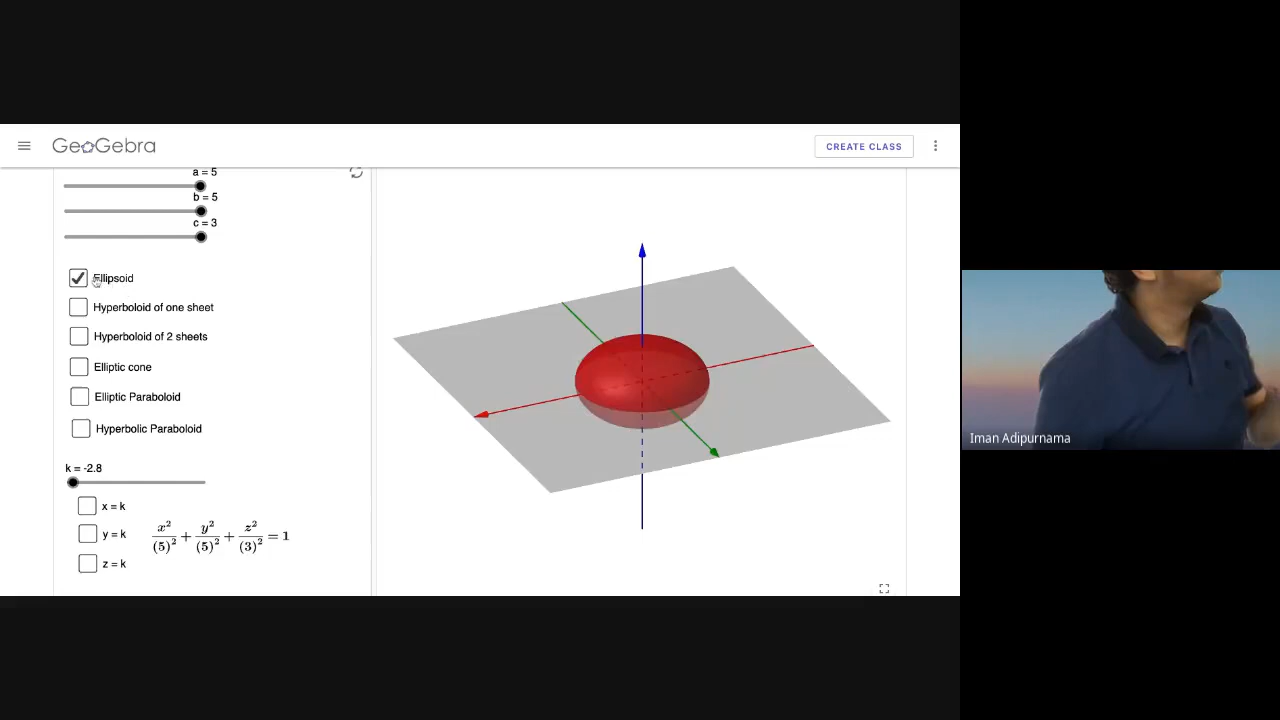 GeoGebra
CREATE CLASS
a = 5
b = 5
c = 3
Ellipsoid
Hyperboloid of one sheet
Hyperboloid of 2 sheets
Elliptic cone
Elliptic Paraboloid
Hyperbolic Paraboloid
k = -2.8
x = k
y = k
x²/(5)² + y²/(5)² + z²/(3)² = 1
z = k
Iman Adipurnama